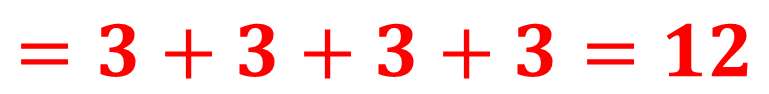 = 3 + 3 + 3 + 3 = 12